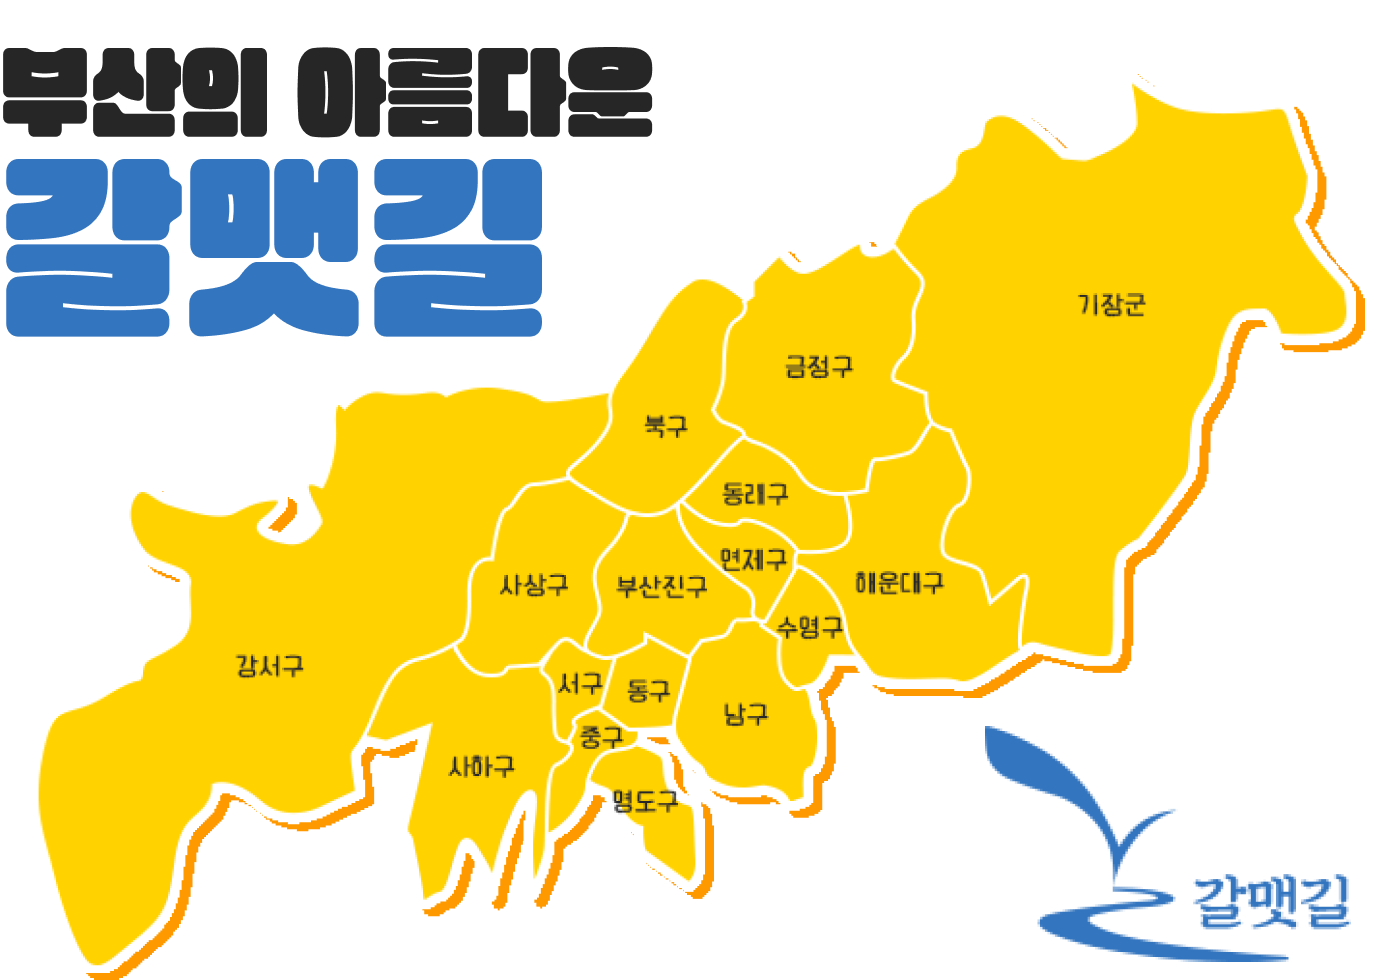 부산의 아름다운
갈맷길
기장군
금정구
북구
동래구
연제구
사상구
부산진구
해운대구
수영구
강서구
서구
동구
남구
중구
사하구
영도구
갈맷길